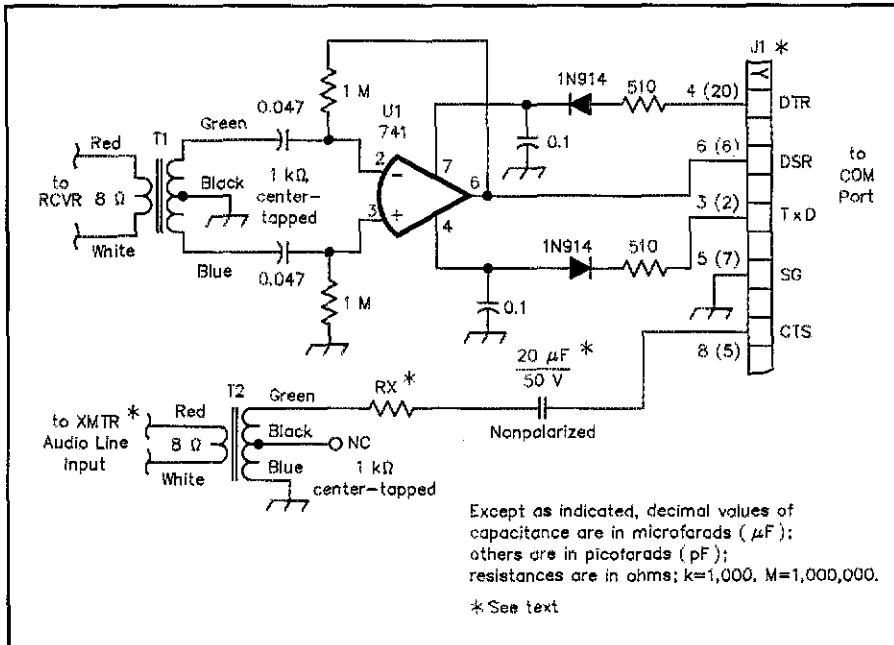 J1 *
1N914
510
4 (20)
DTR
1 M
0.047
U1
741
0.1
Green
Red
T1
7
6 (6)
DSR
to
COM
Port
2
6
to
RCVR
8 Ω
Black
1 kΩ,
center-
tapped
3
4
3 (2)
TxD
White
Blue
0.047
1N914
510
5 (7)
SG
1 M
0.1
CTS
8 (5)
20 μF *
50 V
T2
Green
RX *
Nonpolarized
to XMTR *
Audio Line
Input
Red
8 Ω
White
Black
NC
Blue
1 kΩ
center-tapped
Except as indicated, decimal values of
capacitance are in microfarads ( μF);
others are in picofarads ( pF);
resistances are in ohms; k=1,000, M=1,000,000.
* See text